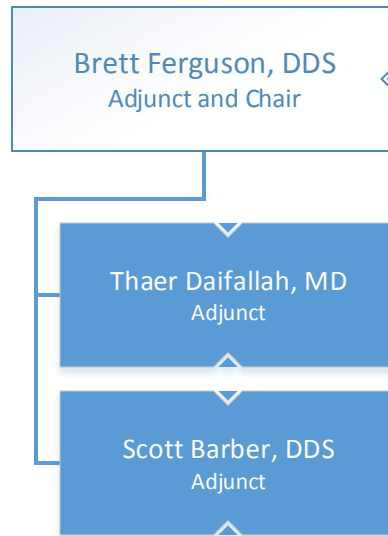 Brett Ferguson, DDS
Adjunct and Chair
Thaer Daifallah, MD
Adjunct
Scott Barber, DDS
Adjunct